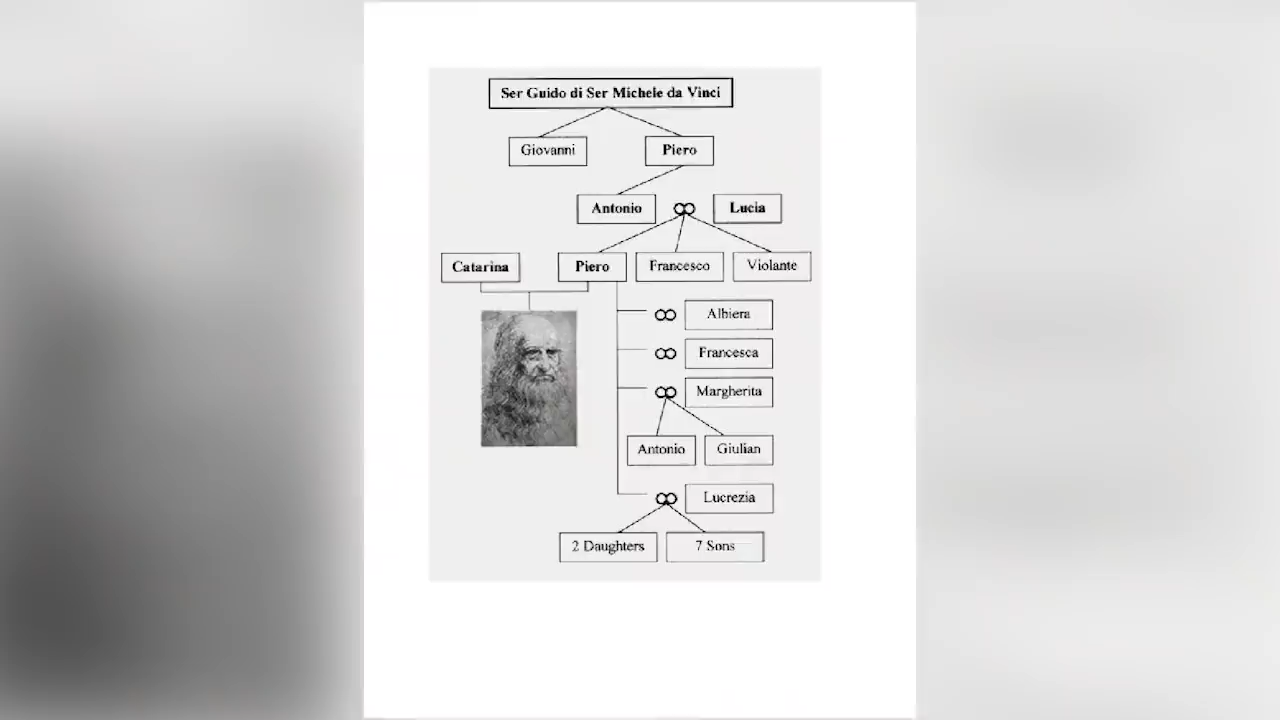 Ser Guido di Ser Michele da Vinci
Giovanni
Piero
Antonio
Lucia
Catarina
Piero
Francesco
Violante
Albiera
Francesca
Margherita
Antonio
Giulian
Lucrezia
2 Daughters
7 Sons